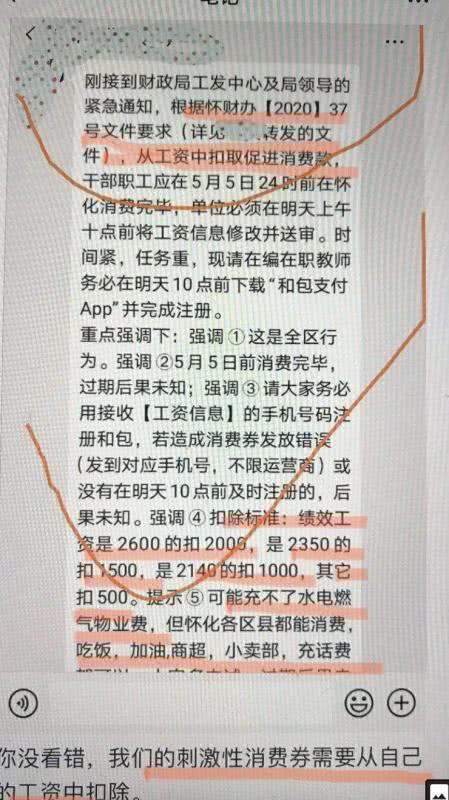 笔记
刚接到财政局工发中心及局领导的
紧急通知，根据怀财办【2020】37
号文件要求（详见 转发的文
件），从工资中扣取促进消费款，
干部职工应在5月5日24时前在怀
化消费完毕，单位必须在明天上午
十点前将工资信息修改并送审。时
间紧，任务重，现请在编在职教师
务必在明天10点前下载“和包支付
App”并完成注册。
重点强调下：强调①这是全区行
为。强调②5月5日前消费完毕，
过期后果未知；强调③请大家务必
用接收【工资信息】的手机号码注
册和包，若造成消费券发放错误
（发到对应手机号，不限运营商）或
没有在明天10点前及时注册的，后
果未知。强调④扣除标准：绩效工
资是2600的扣2000，是2350的
扣1500，是2140的扣1000，其它
扣500。提示⑤可能充不了水电燃
气物业费，但怀化各区县都能消费，
吃饭，加油,商超，小卖部，充话费
你没看错，我们的刺激性消费券需要从自己
的工资中扣除。